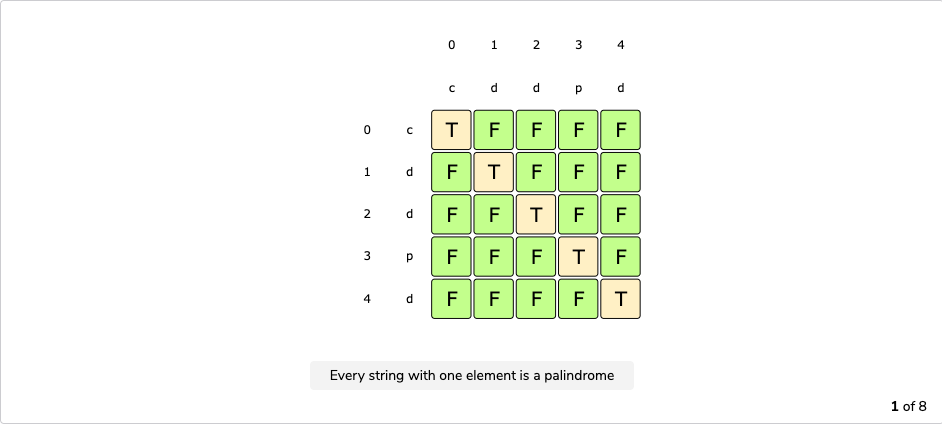 0 1 2 3 4
c d d p d
0 c T F F F F
1 d F T F F F
2 d F F T F F
3 p F F F T F
4 d F F F F T
Every string with one element is a palindrome
1 of 8